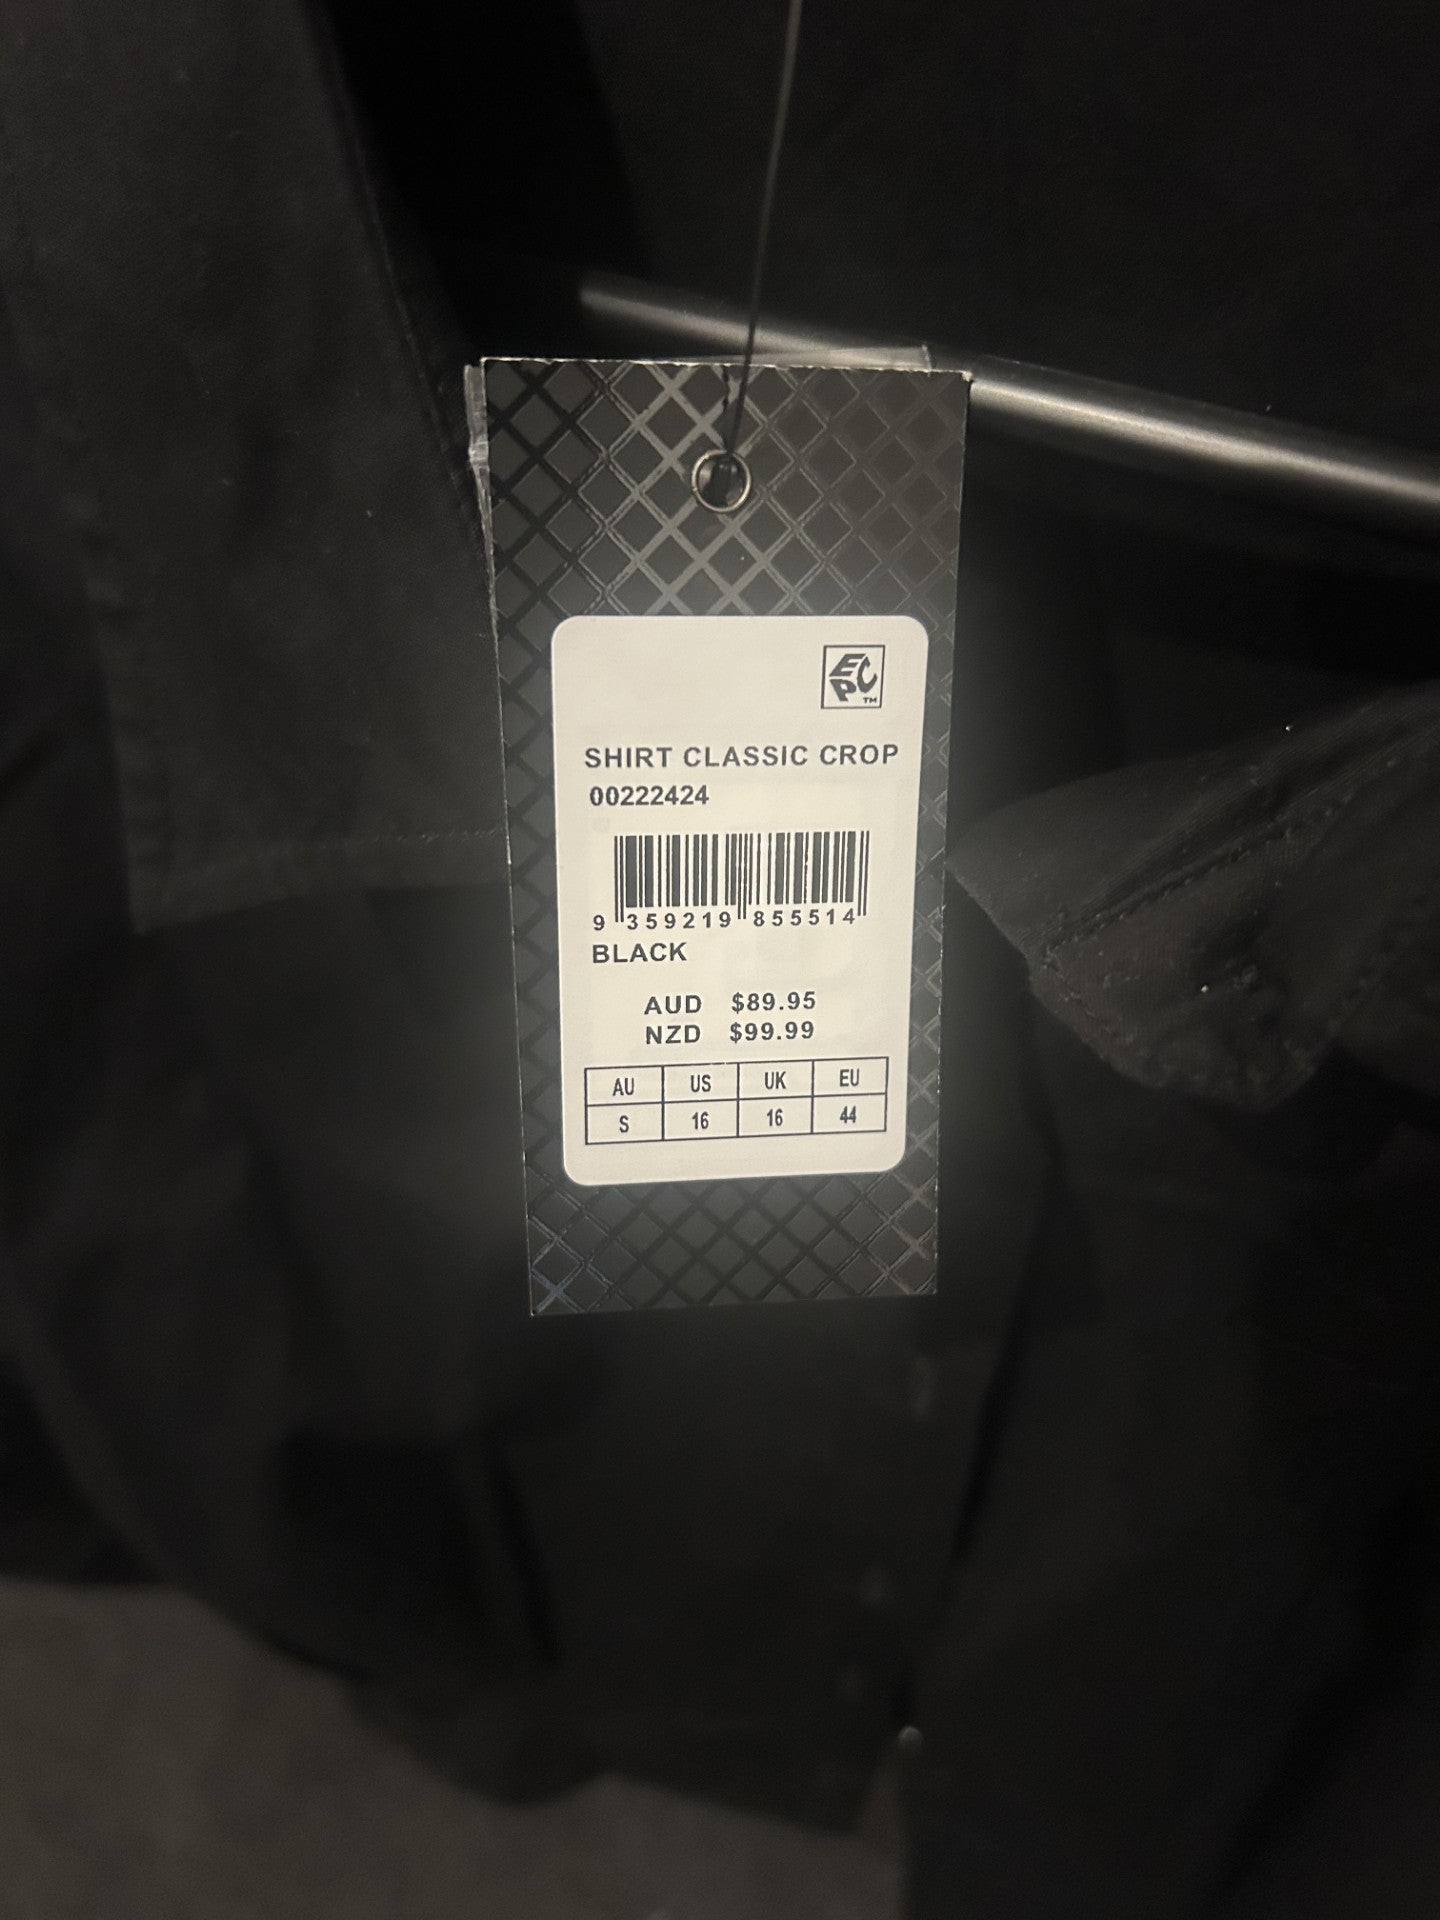 ECPC™
SHIRT CLASSIC CROP
00222424
9 359219 855514
BLACK
AUD $89.95
NZD $99.99
AU US UK EU
S 16 16 44